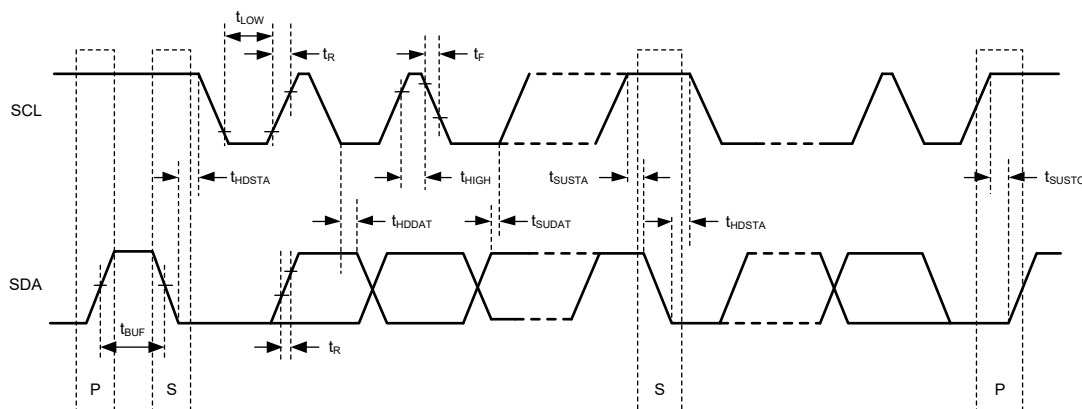 tLOW
tR
tF
SCL
tHDSTA
tHIGH
tSUSTA
tSUSTO
tHDDAT
tSUDAT
tHDSTA
SDA
tBUF
tR
P
S
S
P